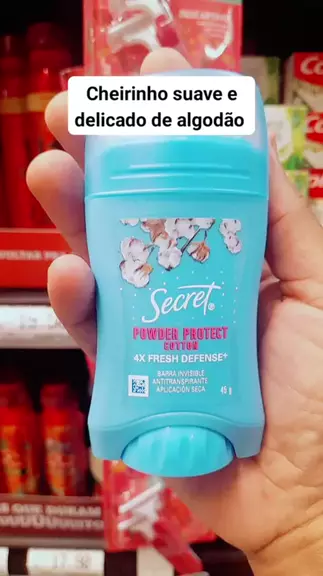 Cheirinho suave e
delicado de algodão
Secret
POWDER PROTECT
COTTON
4X FRESH DEFENSE+
BARRA INVISIBLE
ANTITRANSPIRANTE
APLICACIÓN SECA
45 g